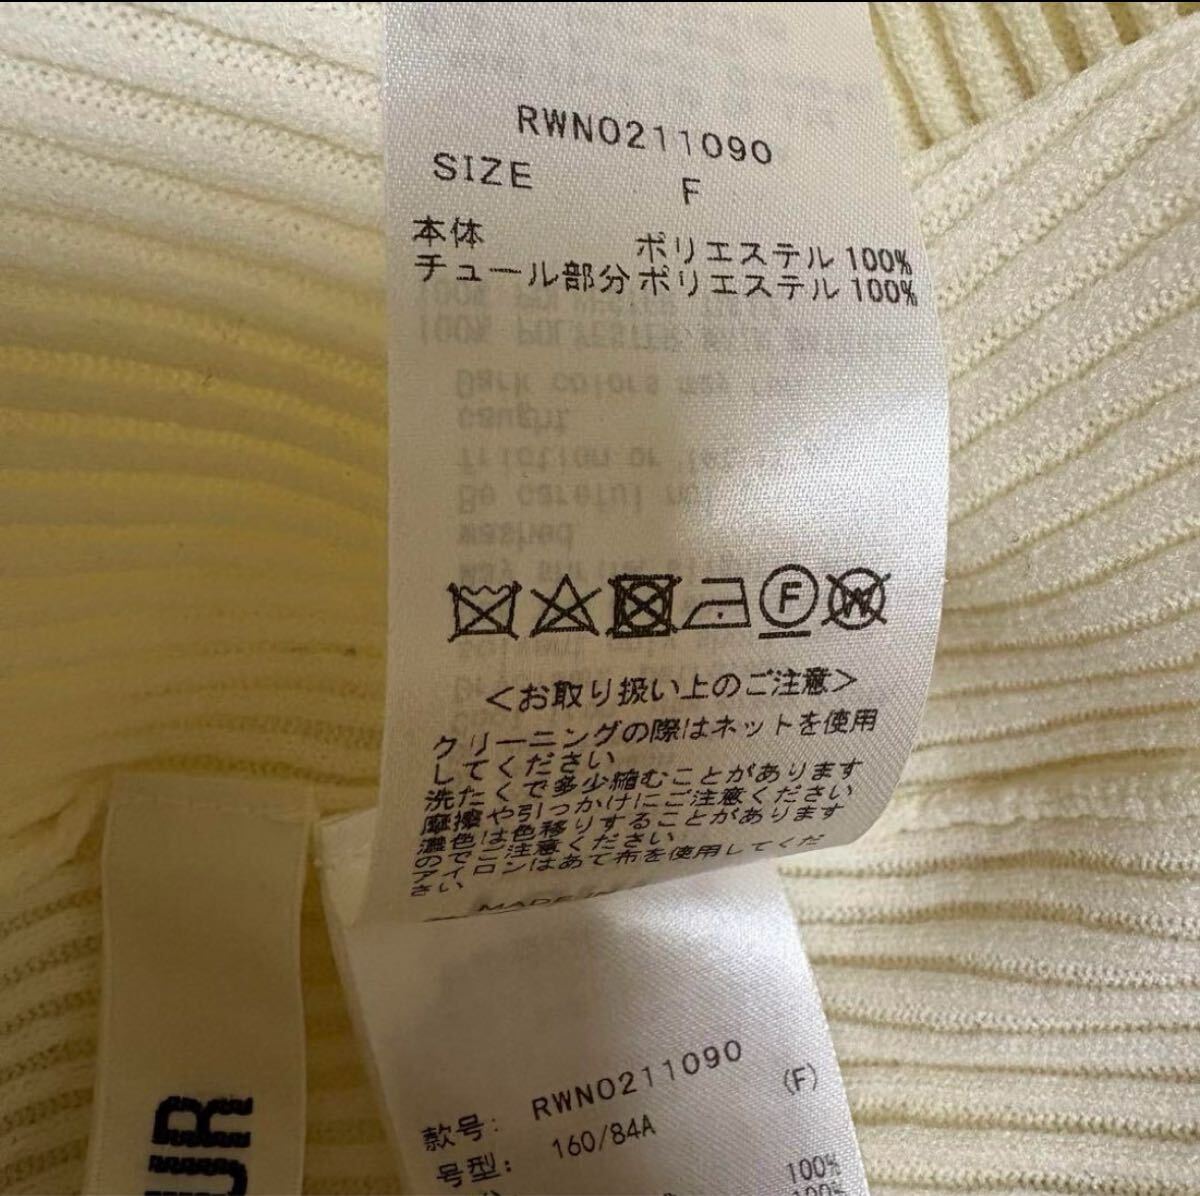 RWNO211090
SIZE F
本体 ポリエステル 100%
チュール部分 ポリエステル 100%
F
W
<お取り扱い上のご注意>
クリーニングの際はネットを使用
してください
洗たくで多少縮むことがあります
摩擦や引っかけにご注意ください
濃色は色移りすることがあります
のでご注意ください
アイロンはあて布を使用してくだ
さい
MADE IN
款号: RWNO211090 (F)
号型: 160/84A
100%
100%
UR